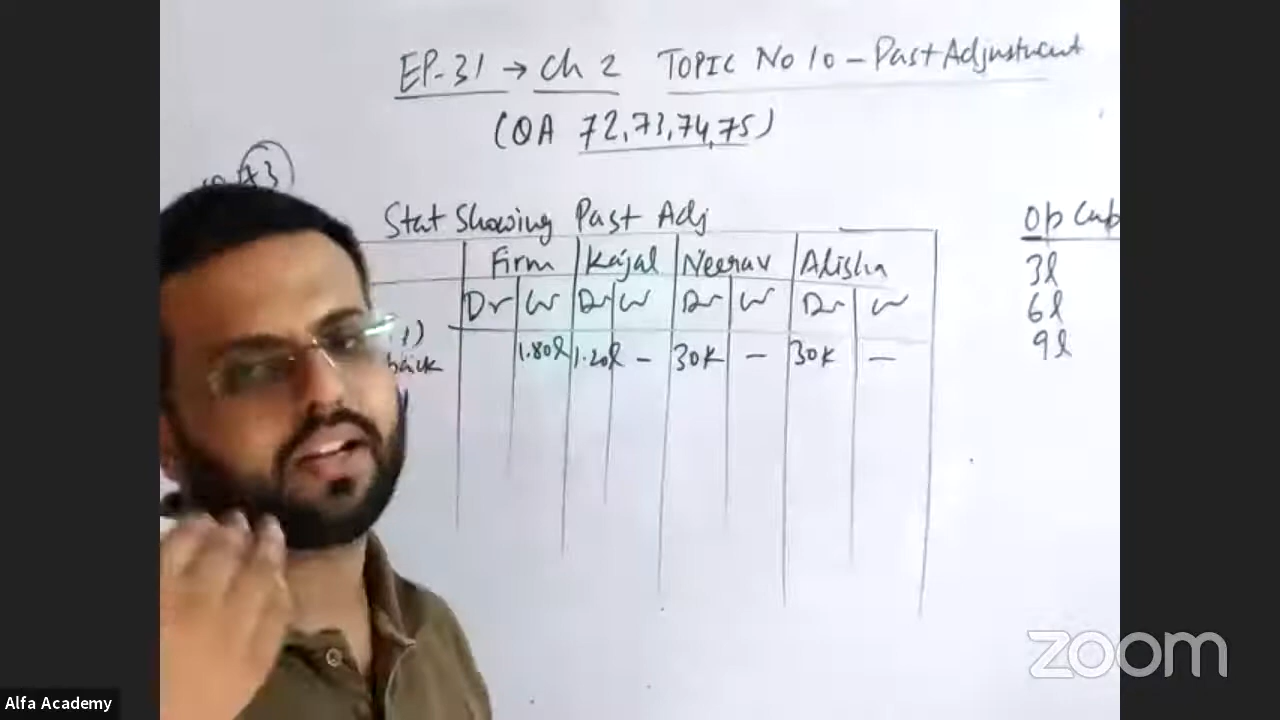 EP-31 → Ch 2 TOPIC No 10 - Past Adjustment
(QA 72,73,74,75)
Stat Showing Past Adj
Op Cap
Firm Kajal Neerav Alisha
3l
Dr Cr Dr Cr Dr Cr Dr Cr
6l
1.80l 1.20l - 30K - 30K -
9l
back
zoom
Alfa Academy